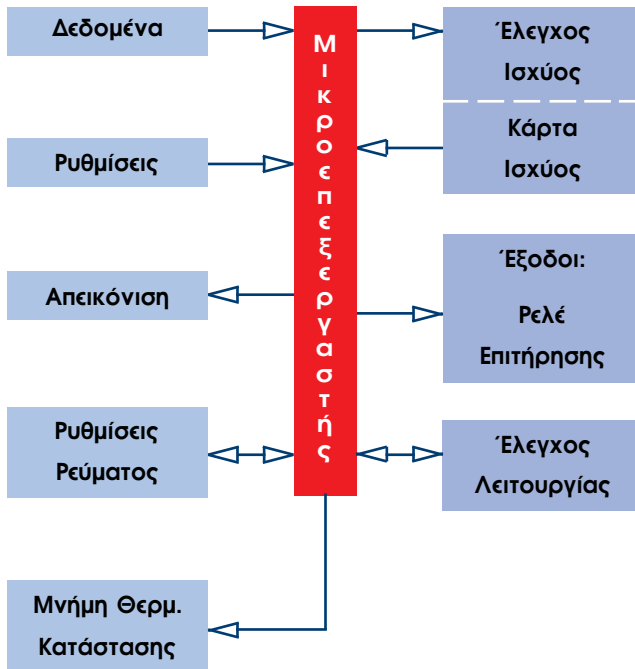 Δεδομένα
Ρυθμίσεις
Απεικόνιση
Ρυθμίσεις
Ρεύματος
Μνήμη Θερμ.
Κατάστασης
Μικροεπεξεργαστής
Έλεγχος
Ισχύος
Κάρτα
Ισχύος
Έξοδοι:
Ρελέ
Επιτήρησης
Έλεγχος
Λειτουργίας